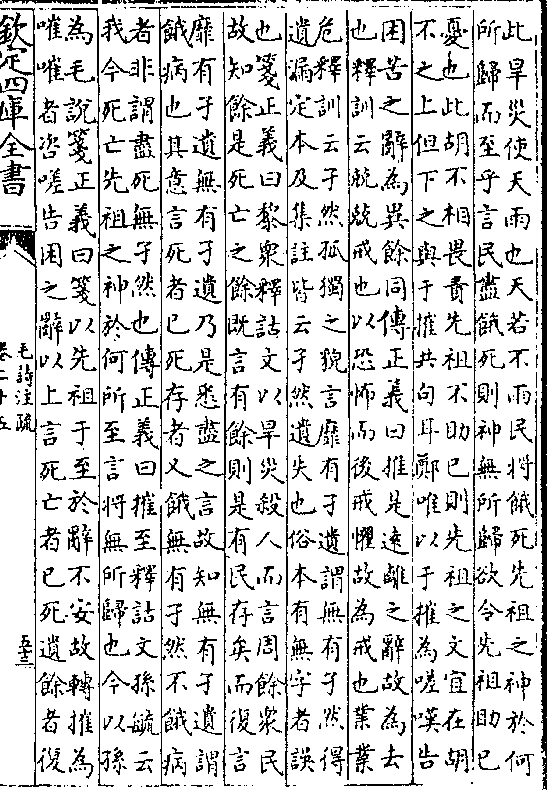 此旱災使天雨也天若不雨民將餓死先祖之神於何
所歸而至乎言民盡餓死則神無所歸欲令先祖助已
憂也此胡不相畏責先祖不助已則先祖之文宜在胡
不之上但下之與于摧共句耳鄭唯以于摧為嗟嘆告
困苦之辭為異餘同傳正義曰推是遠離之辭故為去
也釋訓云兢兢戒也以恐怖而後戒懼故為戒也業業
危釋訓云孑然孤獨之貌言靡有孑遺謂無有孑然得
遺漏定本及集註皆云孑然遺失也俗本有無字者誤
也箋正義曰黎衆釋詁文以旱災殺人而言周餘衆民
故知餘是死亡之餘既言有餘則是有民存矣而復言
靡有孑遺無有孑遺乃是悉盡之言故知無有孑遺謂
餓病也其意言死者已死存者又餓無有孑然不餓病
者非謂盡死無孑然也傳正義曰摧至釋詁文孫毓云
我今死亡先祖之神於何所至言將無所歸也今以孫
為毛說箋正義曰箋以先祖于至於辭不安故轉摧為
嗺嗺者咨嗟告困之辭以上言死亡者已死遺餘者復
欽定四庫全書
毛詩注疏
卷二十五
五十三